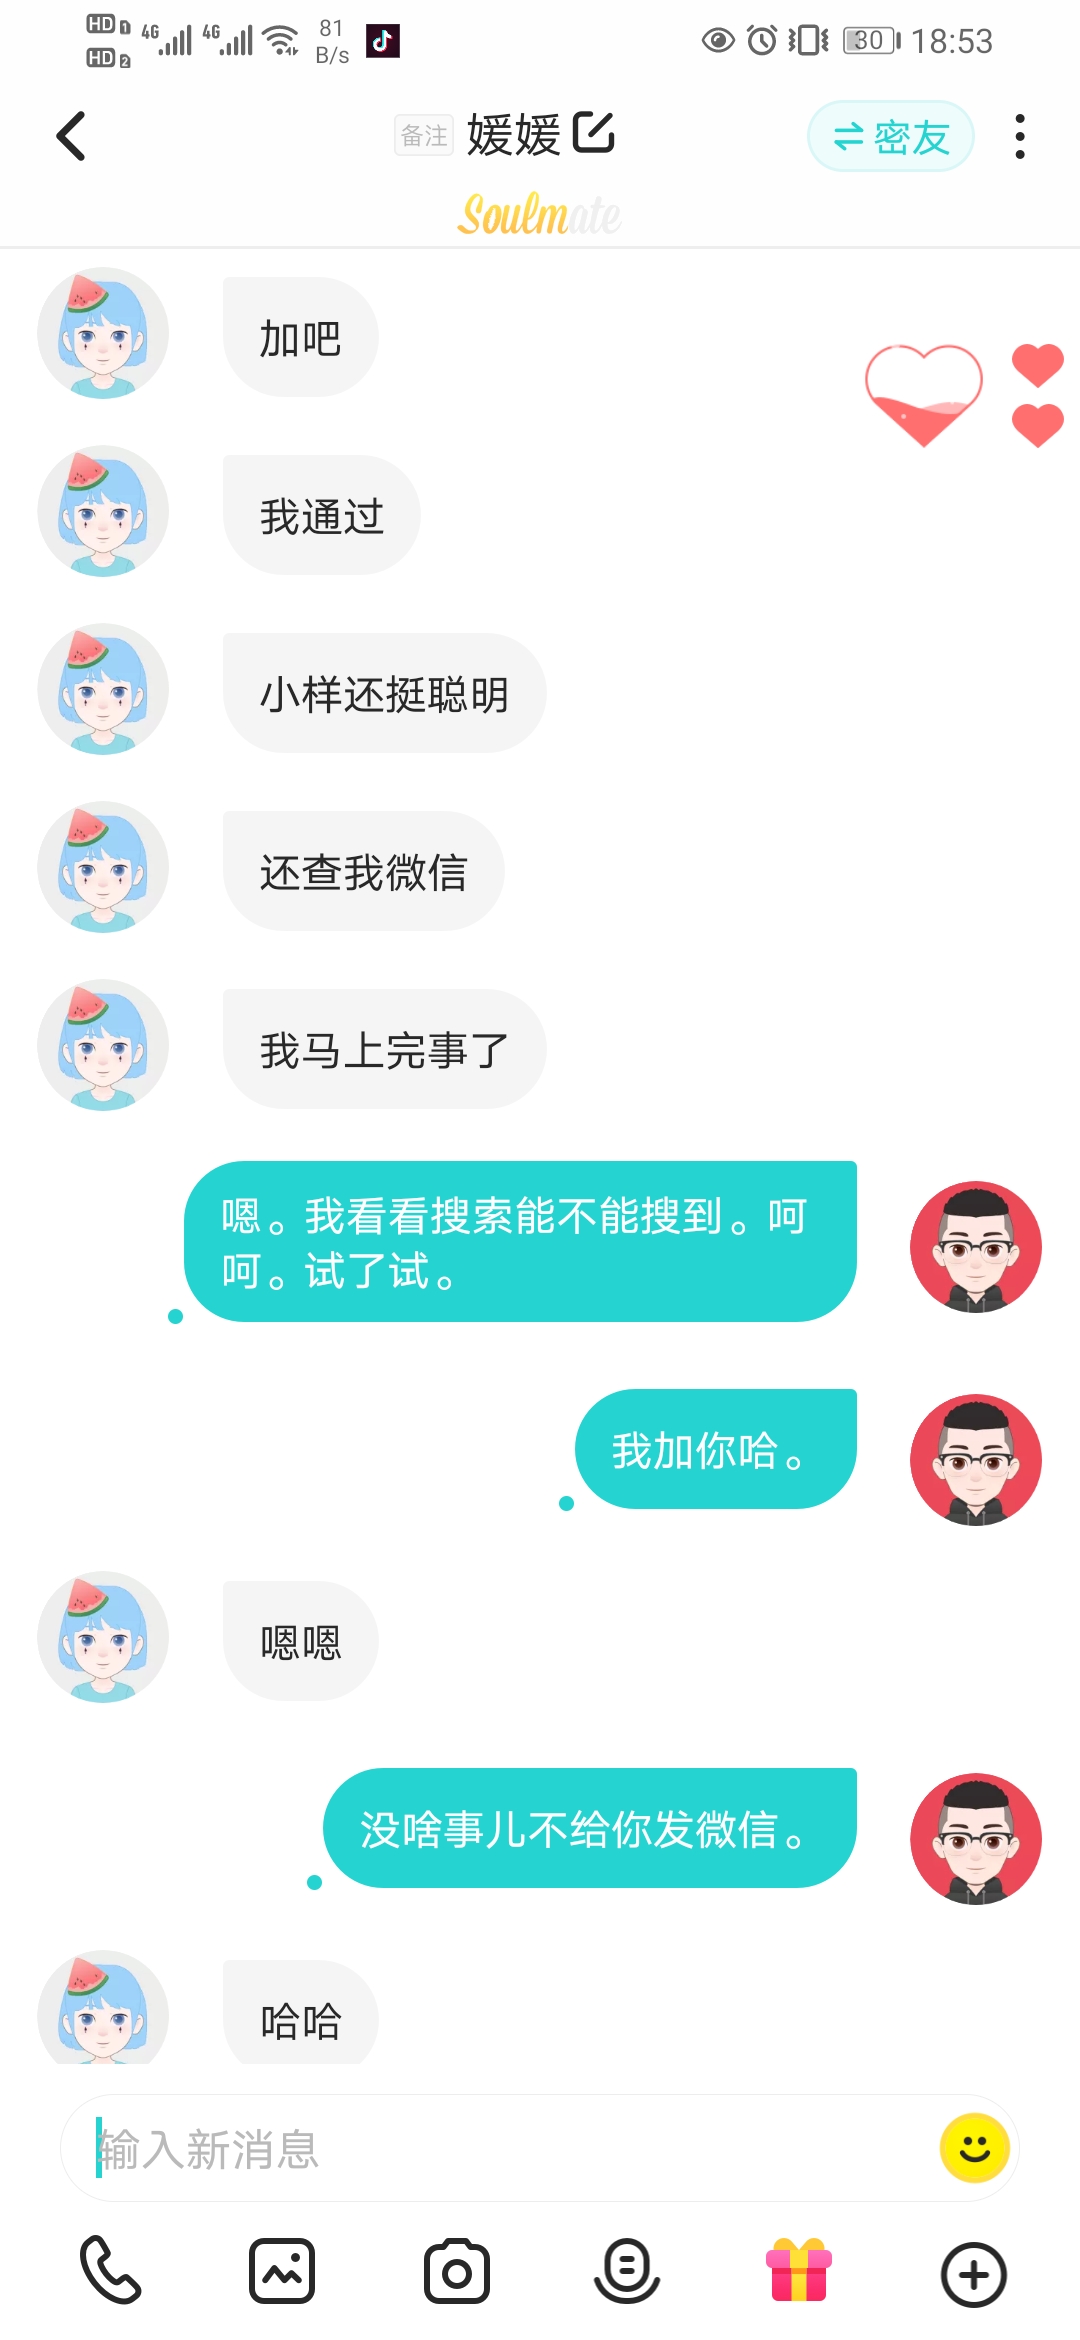 HD 1 4G 4G 81 30 18:53
HD 2 B/s
备注 媛媛 密友
Soulmate
加吧
我通过
小样还挺聪明
还查我微信
我马上完事了
嗯。我看看搜索能不能搜到。呵
呵。试了试。
我加你哈。
嗯嗯
没啥事儿不给你发微信。
哈哈
输入新消息